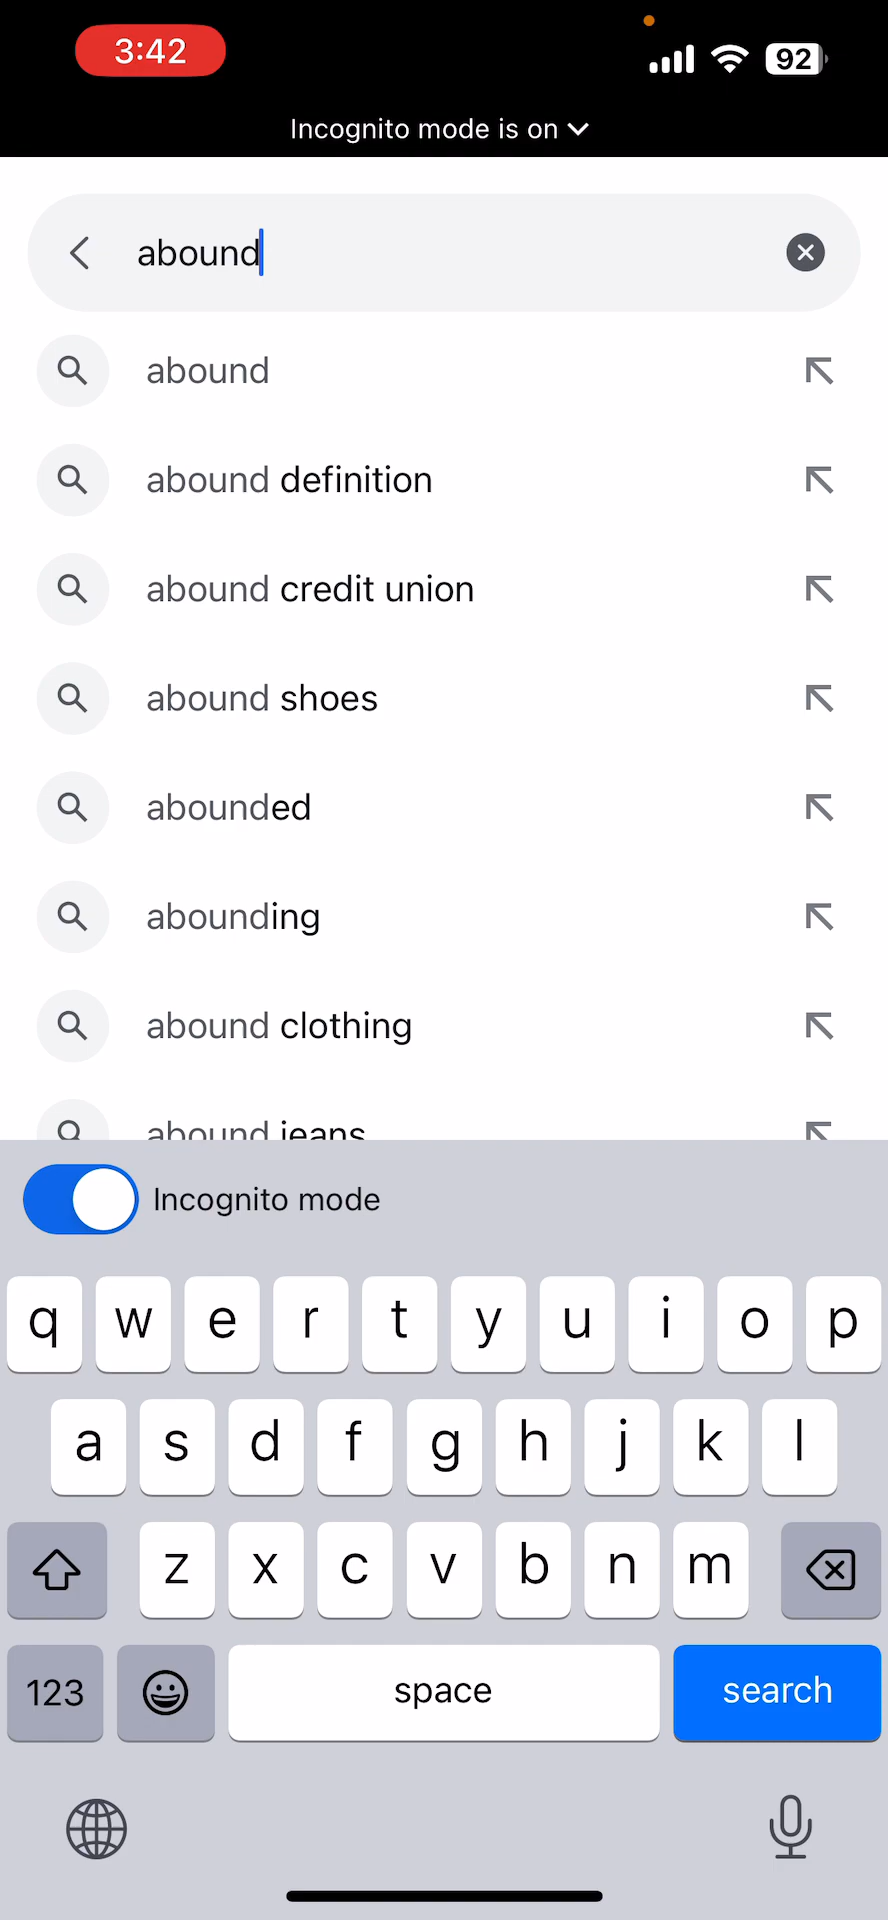 3:42
92
Incognito mode is on
abound
abound
abound definition
abound credit union
abound shoes
abounded
abounding
abound clothing
abound jeans
Incognito mode
q w e r t y u i o p
a s d f g h j k l
z x c v b n m
123 space search